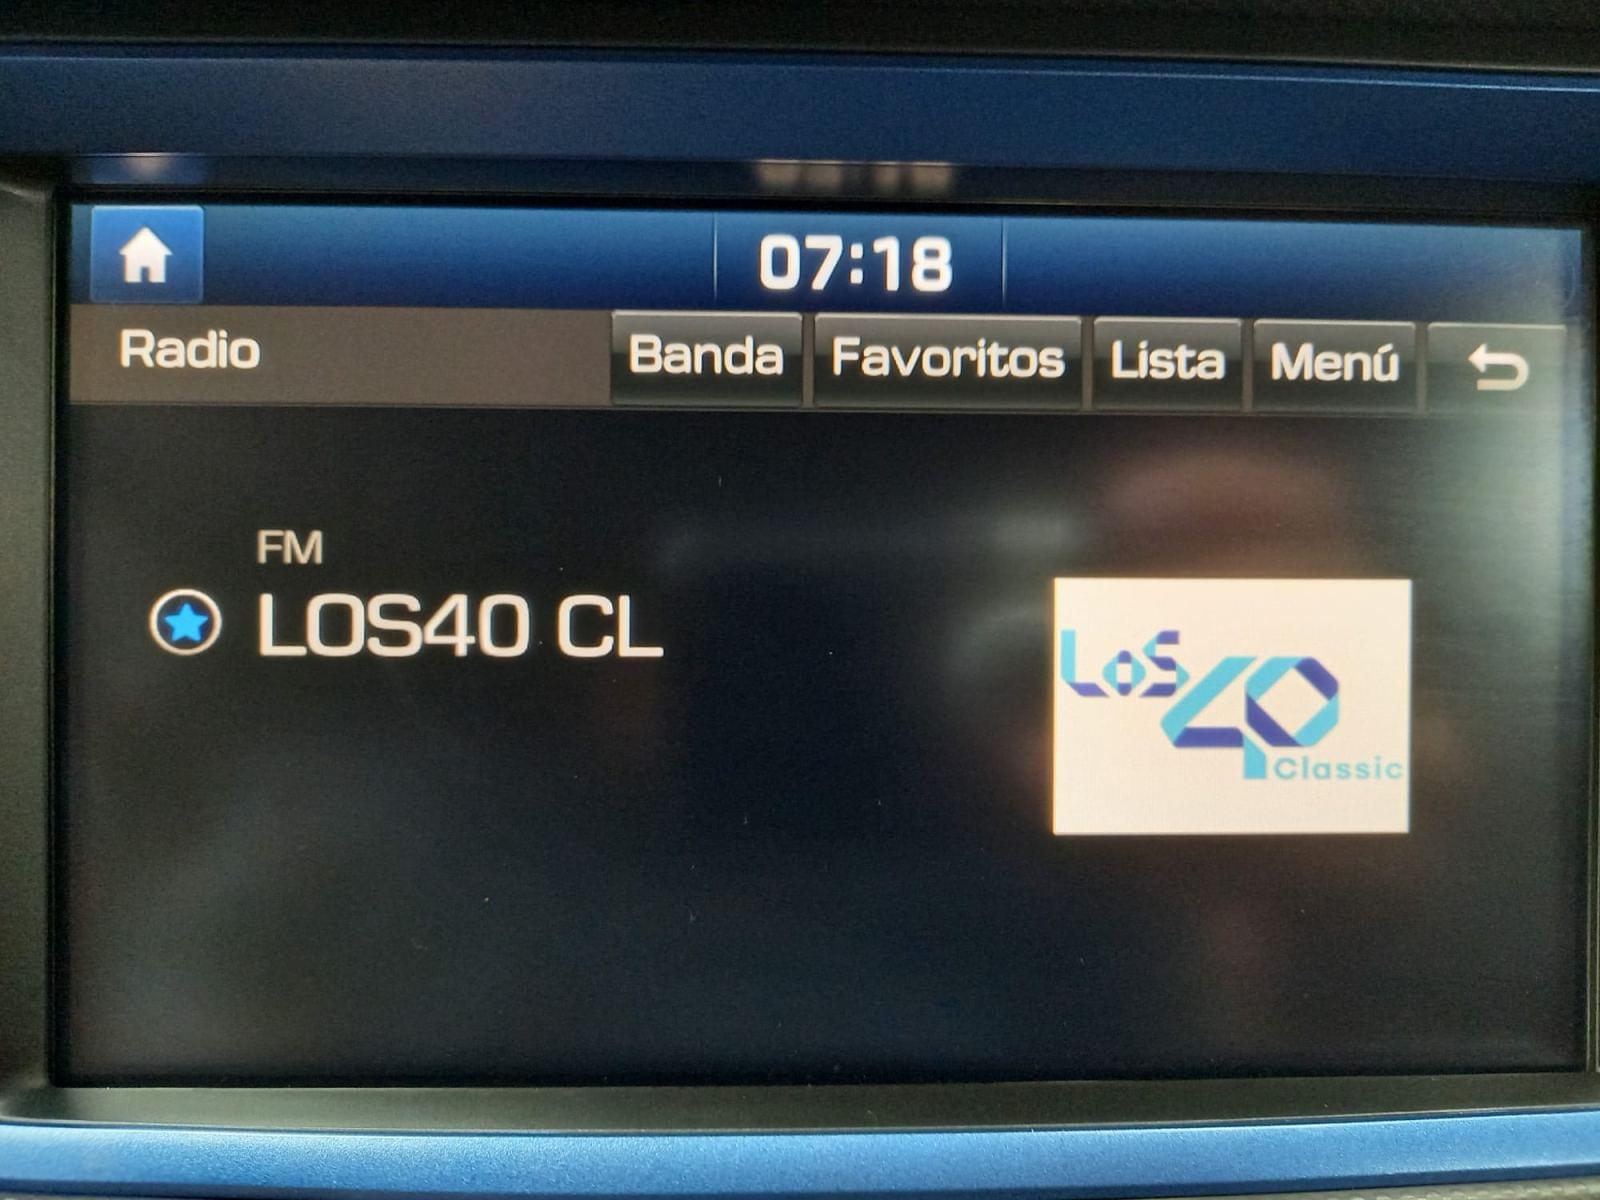 07:18
Radio Banda Favoritos Lista Menú
FM
LOS40 CL
LOS
40
Classic